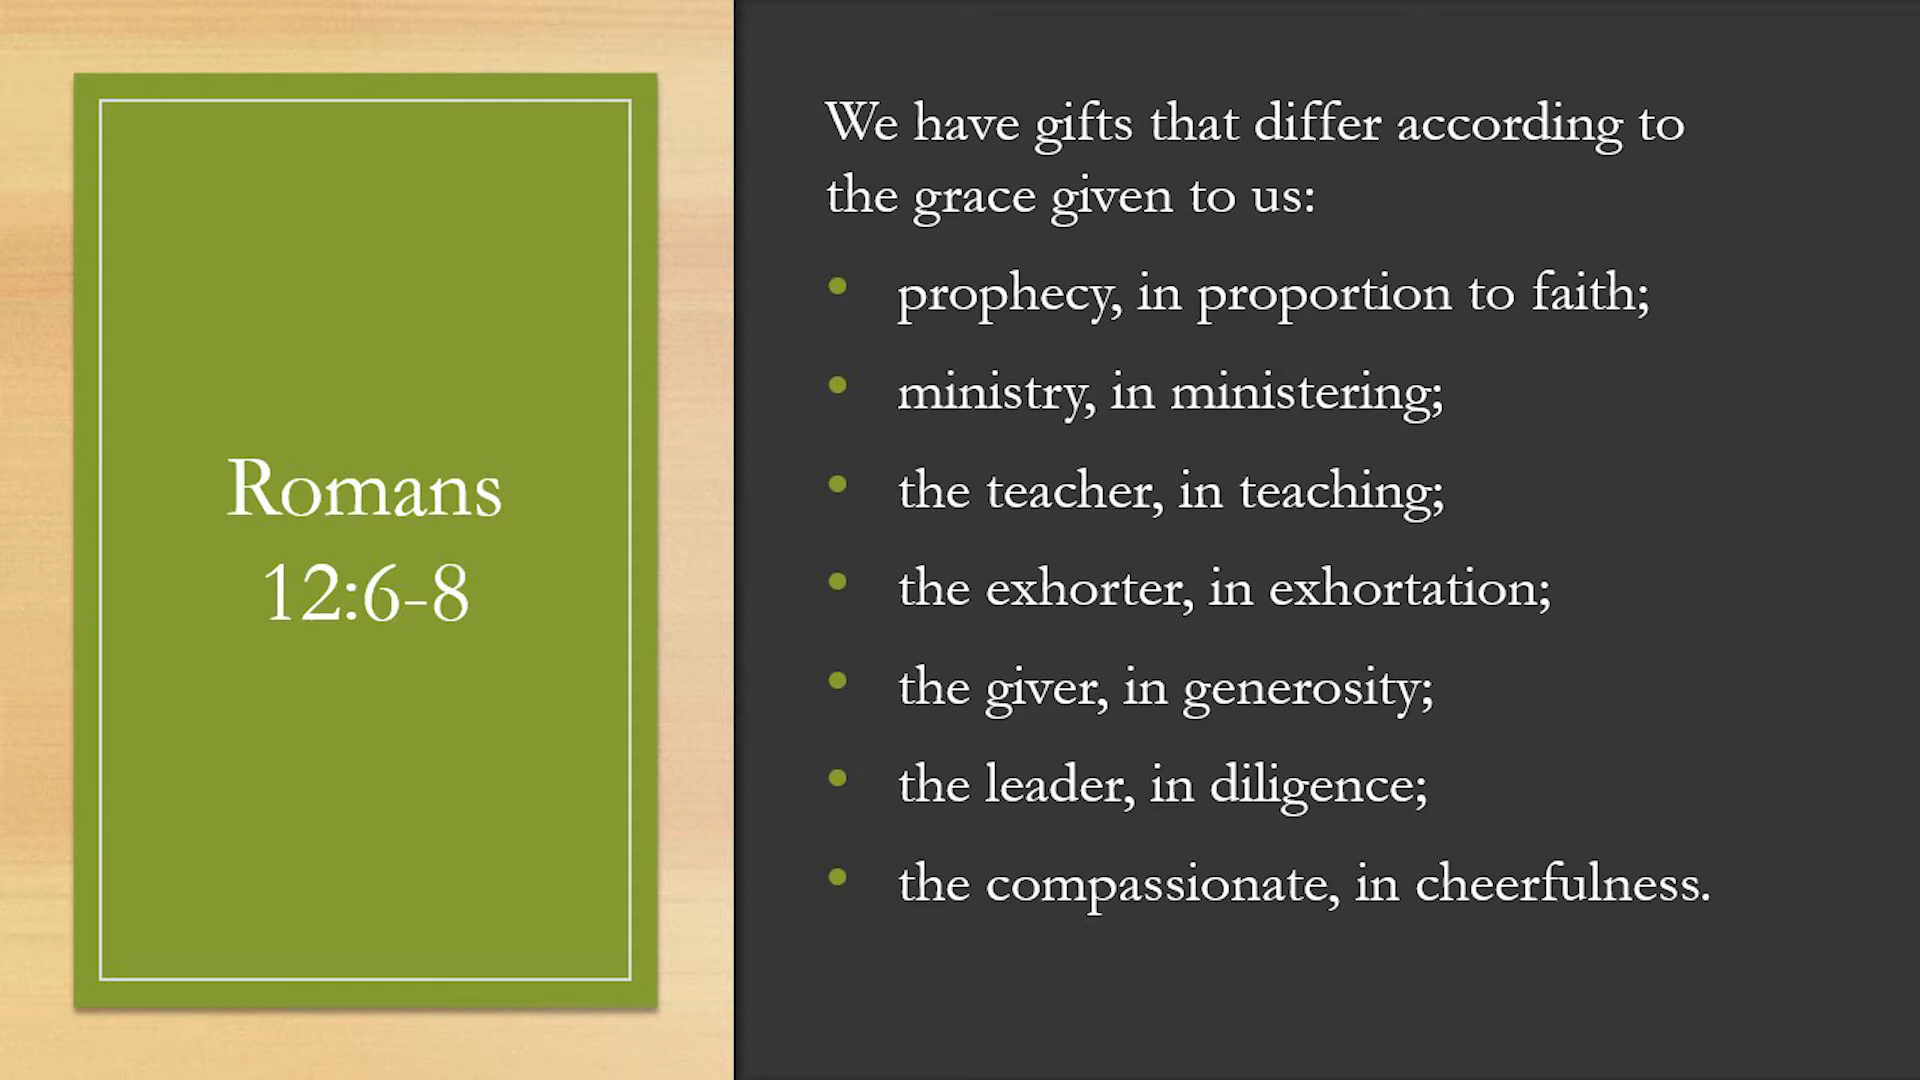 Romans
12:6-8
We have gifts that differ according to
the grace given to us:
• prophecy, in proportion to faith;
• ministry, in ministering;
• the teacher, in teaching;
• the exhorter, in exhortation;
• the giver, in generosity;
• the leader, in diligence;
• the compassionate, in cheerfulness.